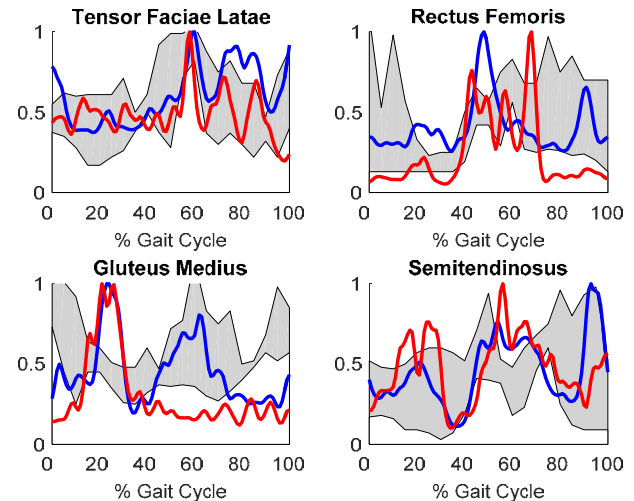 Tensor Faciae Latae
1
0.5
0
0 20 40 60 80 100
% Gait Cycle
Rectus Femoris
1
0.5
0
0 20 40 60 80 100
% Gait Cycle
Gluteus Medius
1
0.5
0
0 20 40 60 80 100
% Gait Cycle
Semitendinosus
1
0.5
0
0 20 40 60 80 100
% Gait Cycle